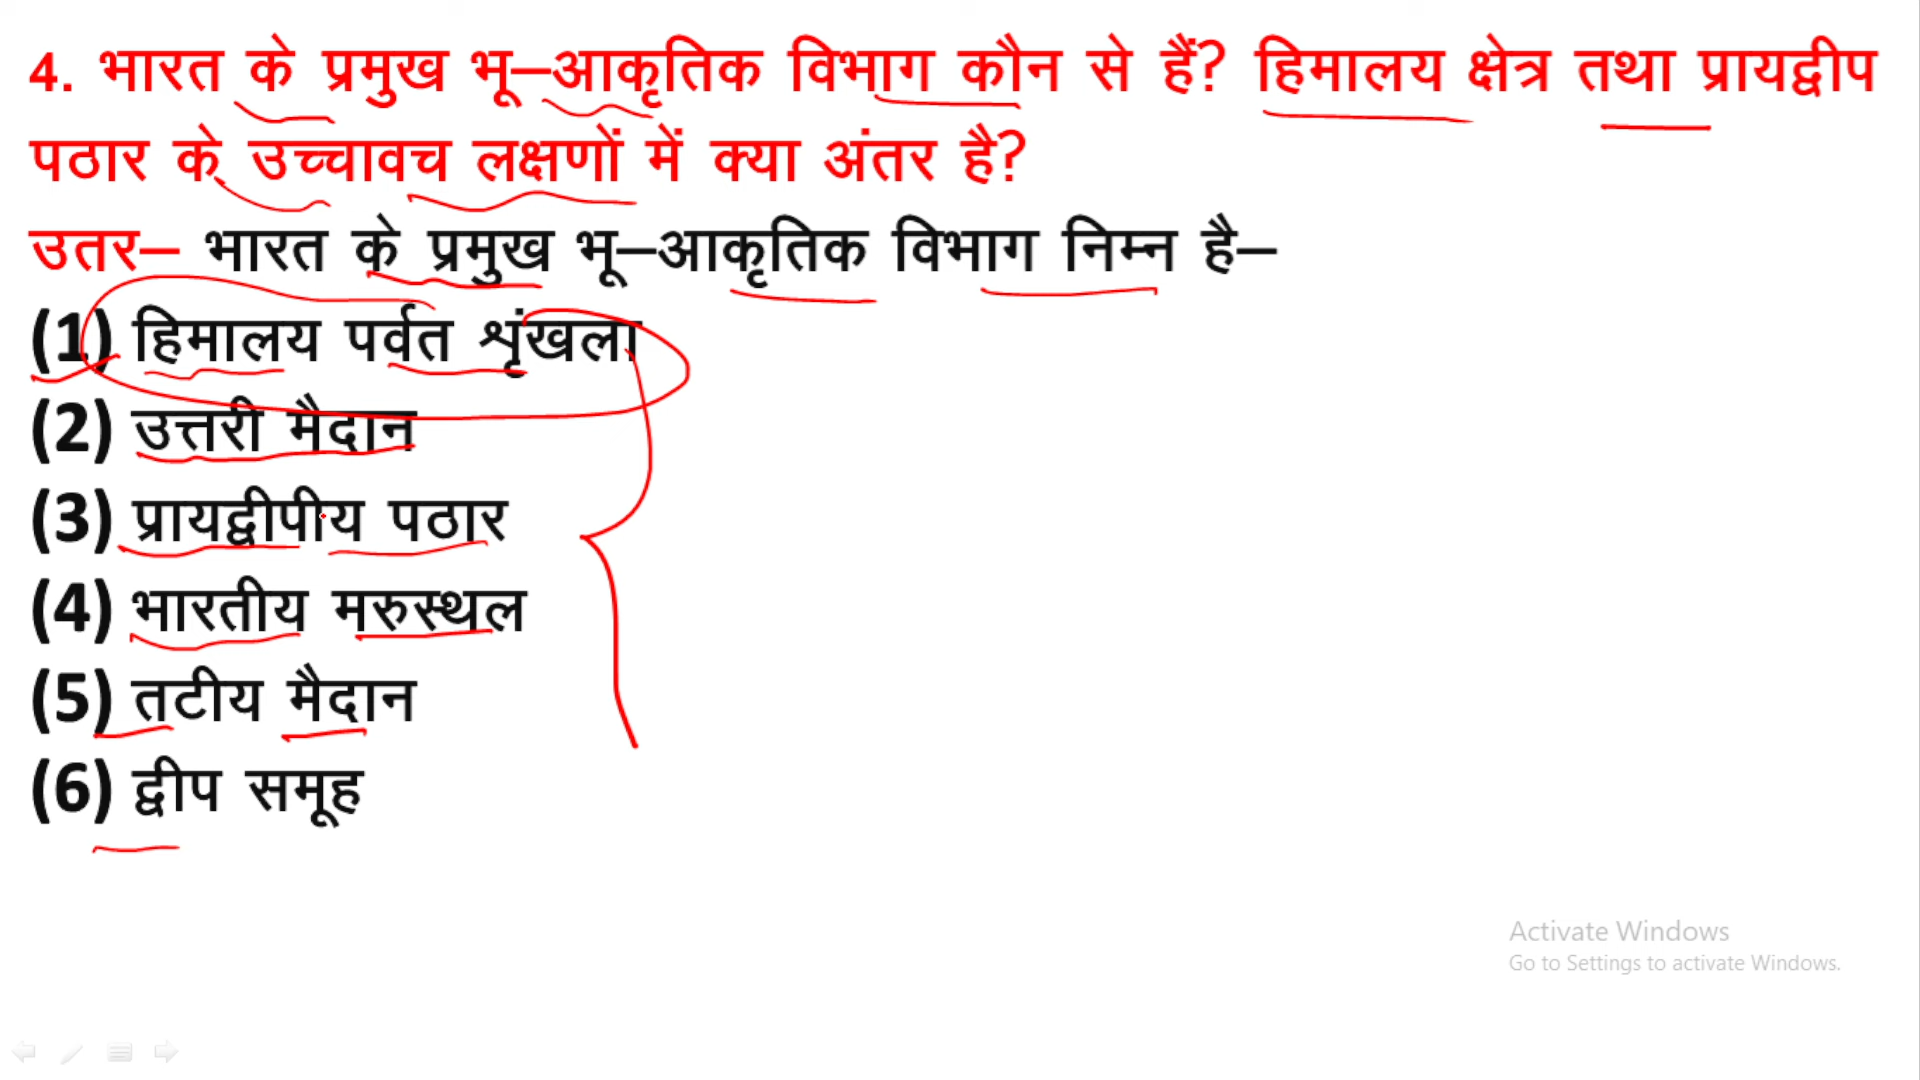 4. भारत के प्रमुख भू–आकृतिक विभाग कौन से हैं? हिमालय क्षेत्र तथा प्रायद्वीप
पठार के उच्चावच लक्षणों में क्या अंतर है?
उतर– भारत के प्रमुख भू–आकृतिक विभाग निम्न है–
(1) हिमालय पर्वत शृंखला
(2) उत्तरी मैदान
(3) प्रायद्वीपीय पठार
(4) भारतीय मरुस्थल
(5) तटीय मैदान
(6) द्वीप समूह
Activate Windows
Go to Settings to activate Windows.